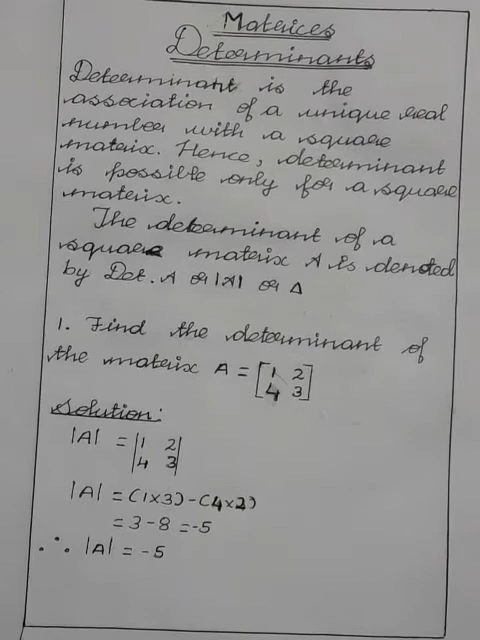 Matrices
Determinants
Determinant is the
association of a unique real
number with a square
matrix. Hence, determinant
is possible only for a square
matrix.
The determinant of a
square matrix A is denoted
by Det. A or |A| or Δ
1. Find the determinant of
the matrix A = [1 2
4 3]
Solution:
|A| = |1 2|
|4 3|
|A| = (1×3) - (4×2)
= 3 - 8 = -5
∴ |A| = -5